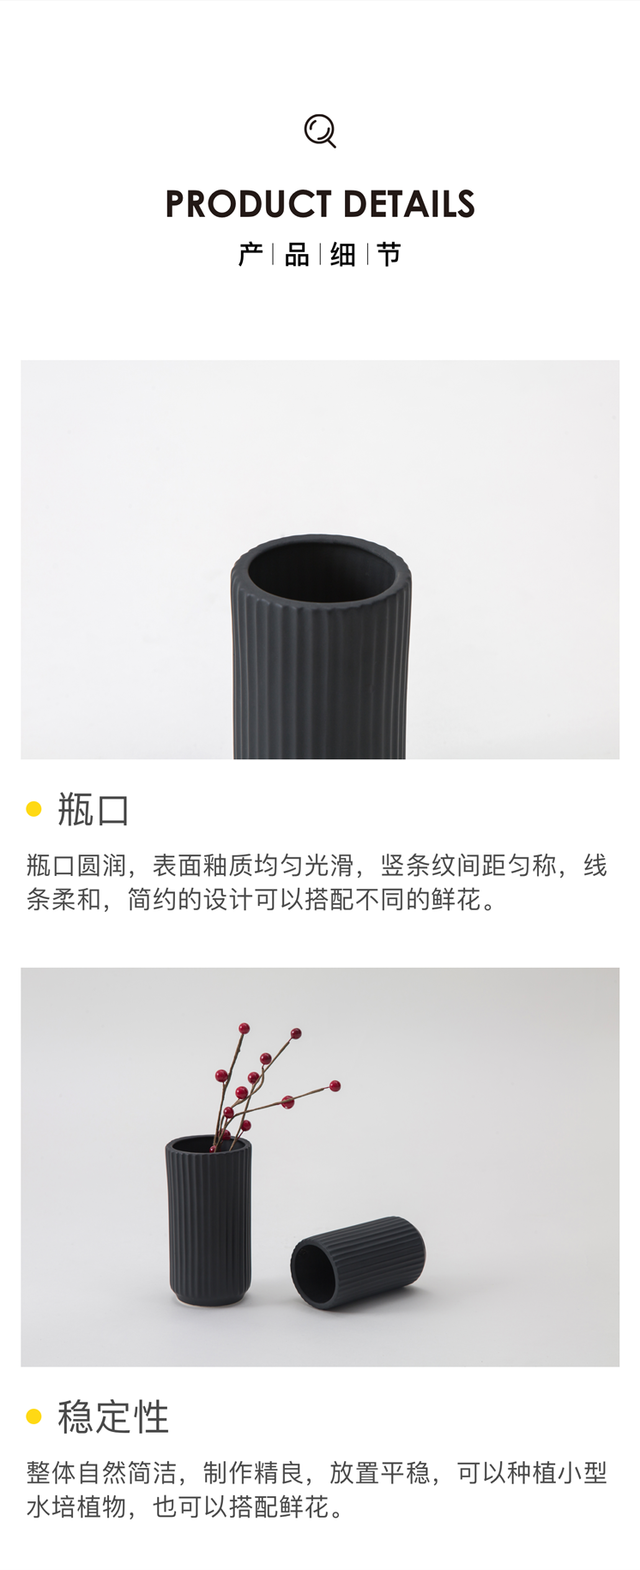 PRODUCT DETAILS
产|品|细|节
瓶口
瓶口圆润，表面釉质均匀光滑，竖条纹间距匀称，线
条柔和，简约的设计可以搭配不同的鲜花。
稳定性
整体自然简洁，制作精良，放置平稳，可以种植小型
水培植物，也可以搭配鲜花。